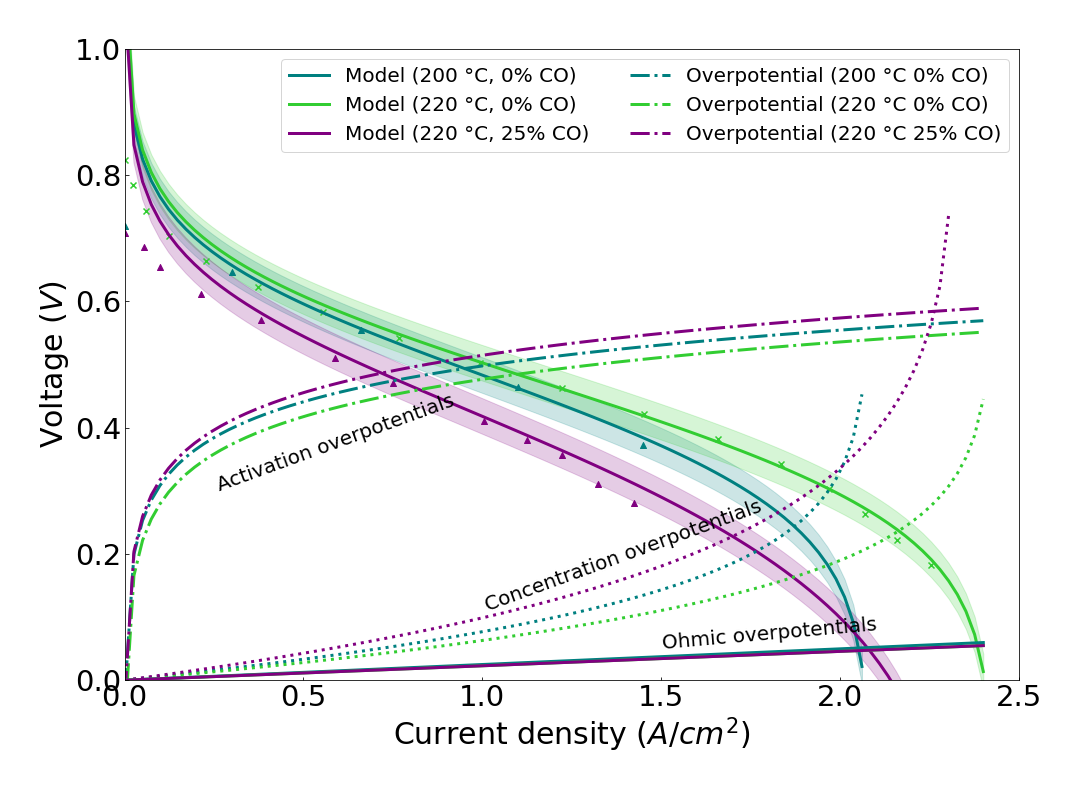 1.0
0.8
0.6
0.4
0.2
0.0
Voltage (V)
Model (200 °C, 0% CO)
Model (220 °C, 0% CO)
Model (220 °C, 25% CO)
Overpotential (200 °C 0% CO)
Overpotential (220 °C 0% CO)
Overpotential (220 °C 25% CO)
Activation overpotentials
Concentration overpotentials
Ohmic overpotentials
0.0 0.5 1.0 1.5 2.0 2.5
Current density (A/cm²)